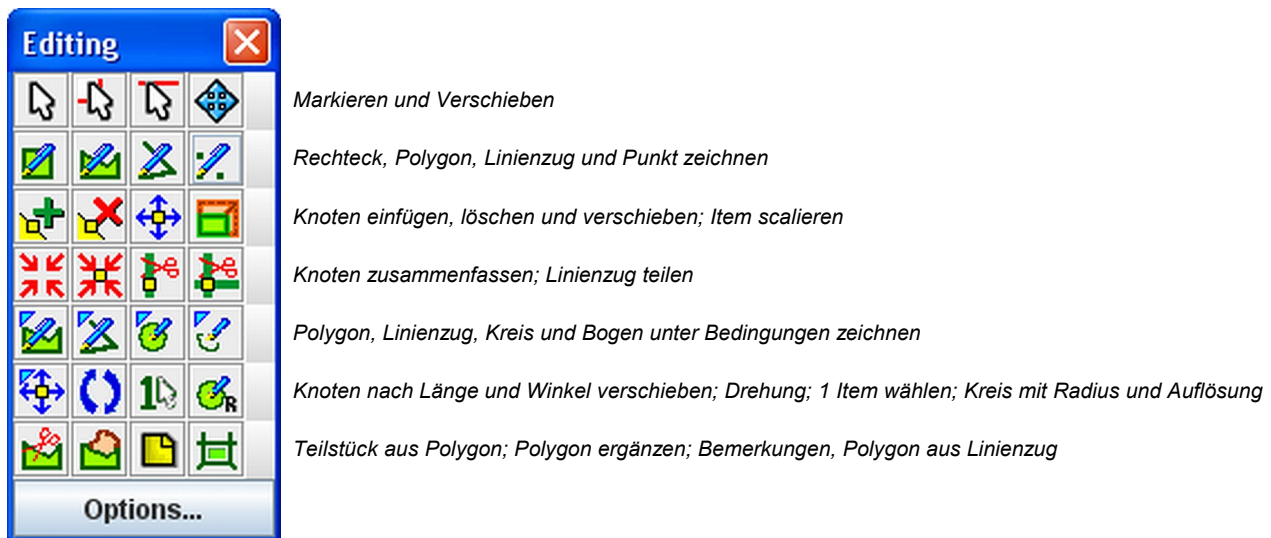 Editing
Markieren und Verschieben
Rechteck, Polygon, Linienzug und Punkt zeichnen
Knoten einfügen, löschen und verschieben; Item scalieren
Knoten zusammenfassen; Linienzug teilen
Polygon, Linienzug, Kreis und Bogen unter Bedingungen zeichnen
1
R
Knoten nach Länge und Winkel verschieben; Drehung; 1 Item wählen; Kreis mit Radius und Auflösung
Teilstück aus Polygon; Polygon ergänzen; Bemerkungen, Polygon aus Linienzug
Options...